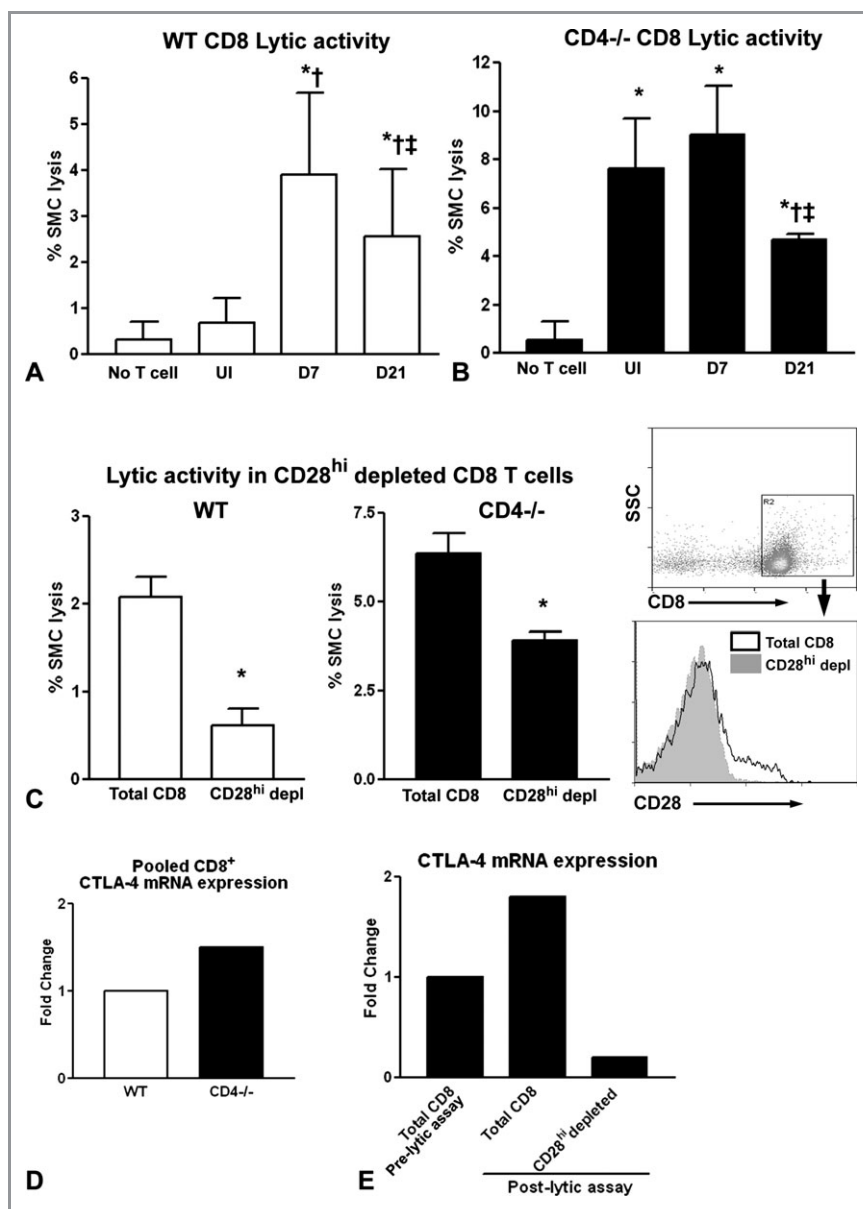 WT CD8 Lytic activity
% SMC lysis
6
5
4
3
2
1
0
*†
*†‡
No T cell UI D7 D21
A
CD4-/- CD8 Lytic activity
% SMC lysis
12
10
8
6
4
2
0
*
*
*†‡
No T cell UI D7 D21
B
Lytic activity in CD28hi depleted CD8 T cells
WT
% SMC lysis
3
2
1
0
*
Total CD8 CD28hi depl
C
CD4-/-
% SMC lysis
7.5
5.0
2.5
0.0
*
Total CD8 CD28hi depl
SSC
R2
CD8
Total CD8
CD28hi depl
CD28
Pooled CD8+
CTLA-4 mRNA expression
Fold Change
2
1
0
WT CD4-/-
D
CTLA-4 mRNA expression
Fold Change
2
1
0
Total CD8
Pre-lytic assay
Total CD8
CD28hi depleted
Post-lytic assay
E